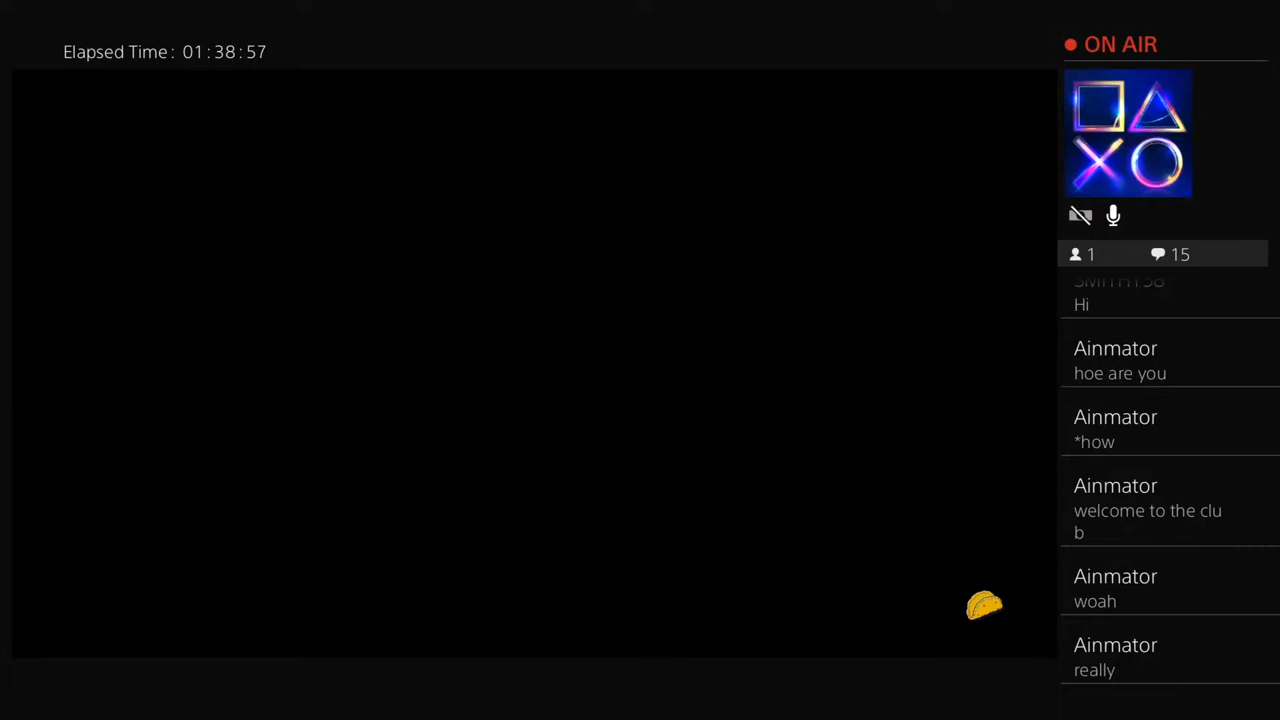 Elapsed Time: 01:38:57
ON AIR
1 15
Hi
Ainmator
hoe are you
Ainmator
*how
Ainmator
welcome to the clu
b
Ainmator
woah
Ainmator
really